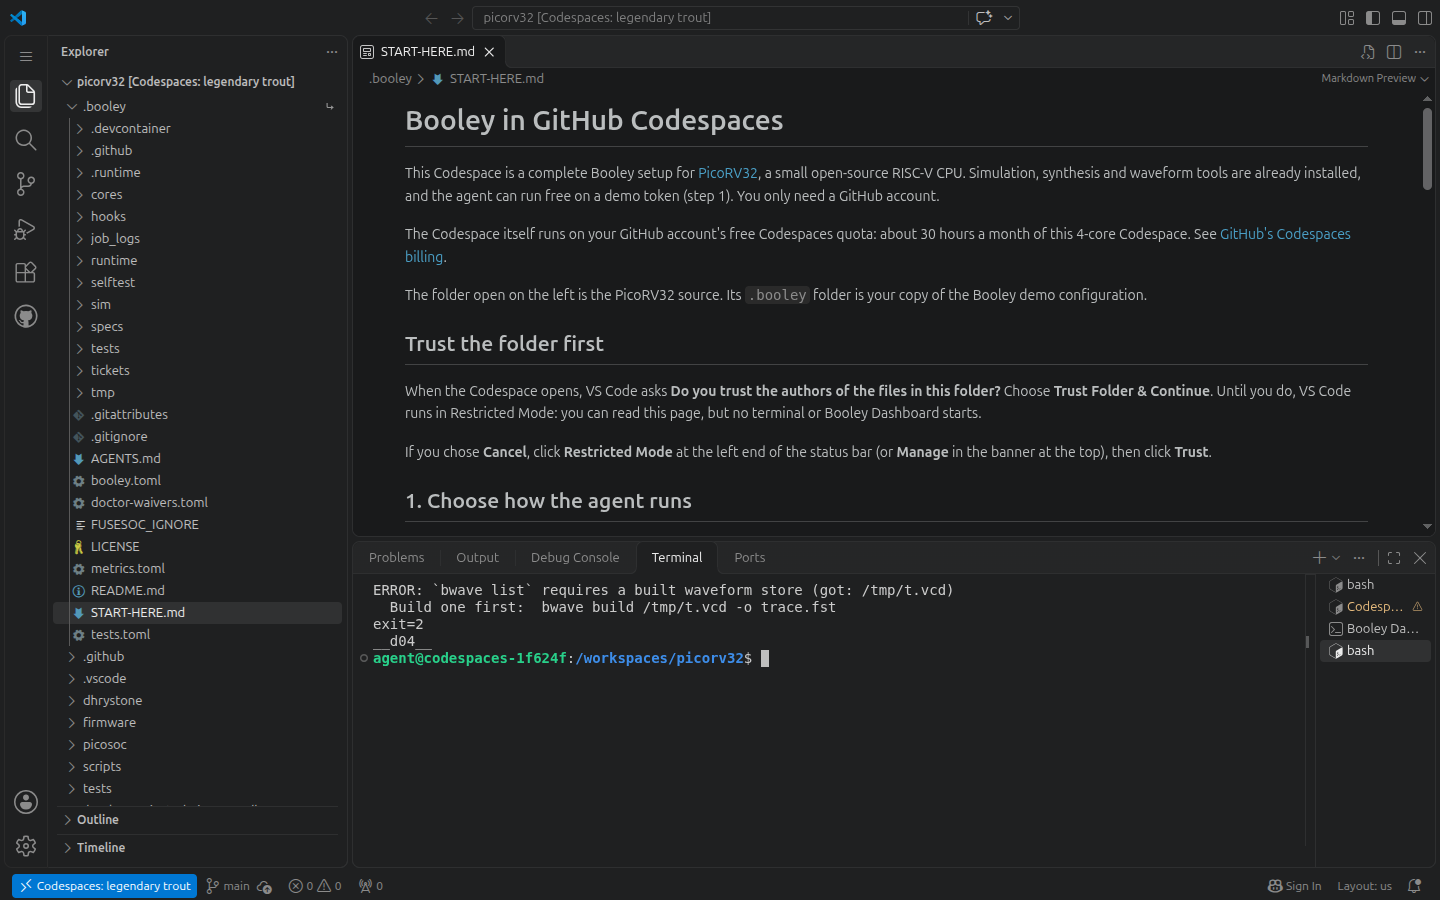 picorv32 [Codespaces: legendary trout]
Explorer
picorv32 [Codespaces: legendary trout]
.booley
.devcontainer
.github
.runtime
cores
hooks
job_logs
runtime
selftest
sim
specs
tests
tickets
tmp
.gitattributes
.gitignore
AGENTS.md
booley.toml
doctor-waivers.toml
FUSESOC_IGNORE
LICENSE
metrics.toml
README.md
START-HERE.md
tests.toml
.github
.vscode
dhrystone
firmware
picosoc
scripts
tests
Outline
Timeline
START-HERE.md
.booley > START-HERE.md
Markdown Preview
Booley in GitHub Codespaces
This Codespace is a complete Booley setup for PicoRV32, a small open-source RISC-V CPU. Simulation, synthesis and waveform tools are already installed,
and the agent can run free on a demo token (step 1). You only need a GitHub account.
The Codespace itself runs on your GitHub account's free Codespaces quota: about 30 hours a month of this 4-core Codespace. See GitHub's Codespaces
billing.
The folder open on the left is the PicoRV32 source. Its .booley folder is your copy of the Booley demo configuration.
Trust the folder first
When the Codespace opens, VS Code asks Do you trust the authors of the files in this folder? Choose Trust Folder & Continue. Until you do, VS Code
runs in Restricted Mode: you can read this page, but no terminal or Booley Dashboard starts.
If you chose Cancel, click Restricted Mode at the left end of the status bar (or Manage in the banner at the top), then click Trust.
1. Choose how the agent runs
Problems Output Debug Console Terminal Ports
ERROR: `bwave list` requires a built waveform store (got: /tmp/t.vcd)
Build one first:  bwave build /tmp/t.vcd -o trace.fst
exit=2
__d04__
agent@codespaces-1f624f:/workspaces/picorv32$
bash
Codesp...
Booley Da...
bash
Codespaces: legendary trout main 0 0 0 Sign In Layout: us